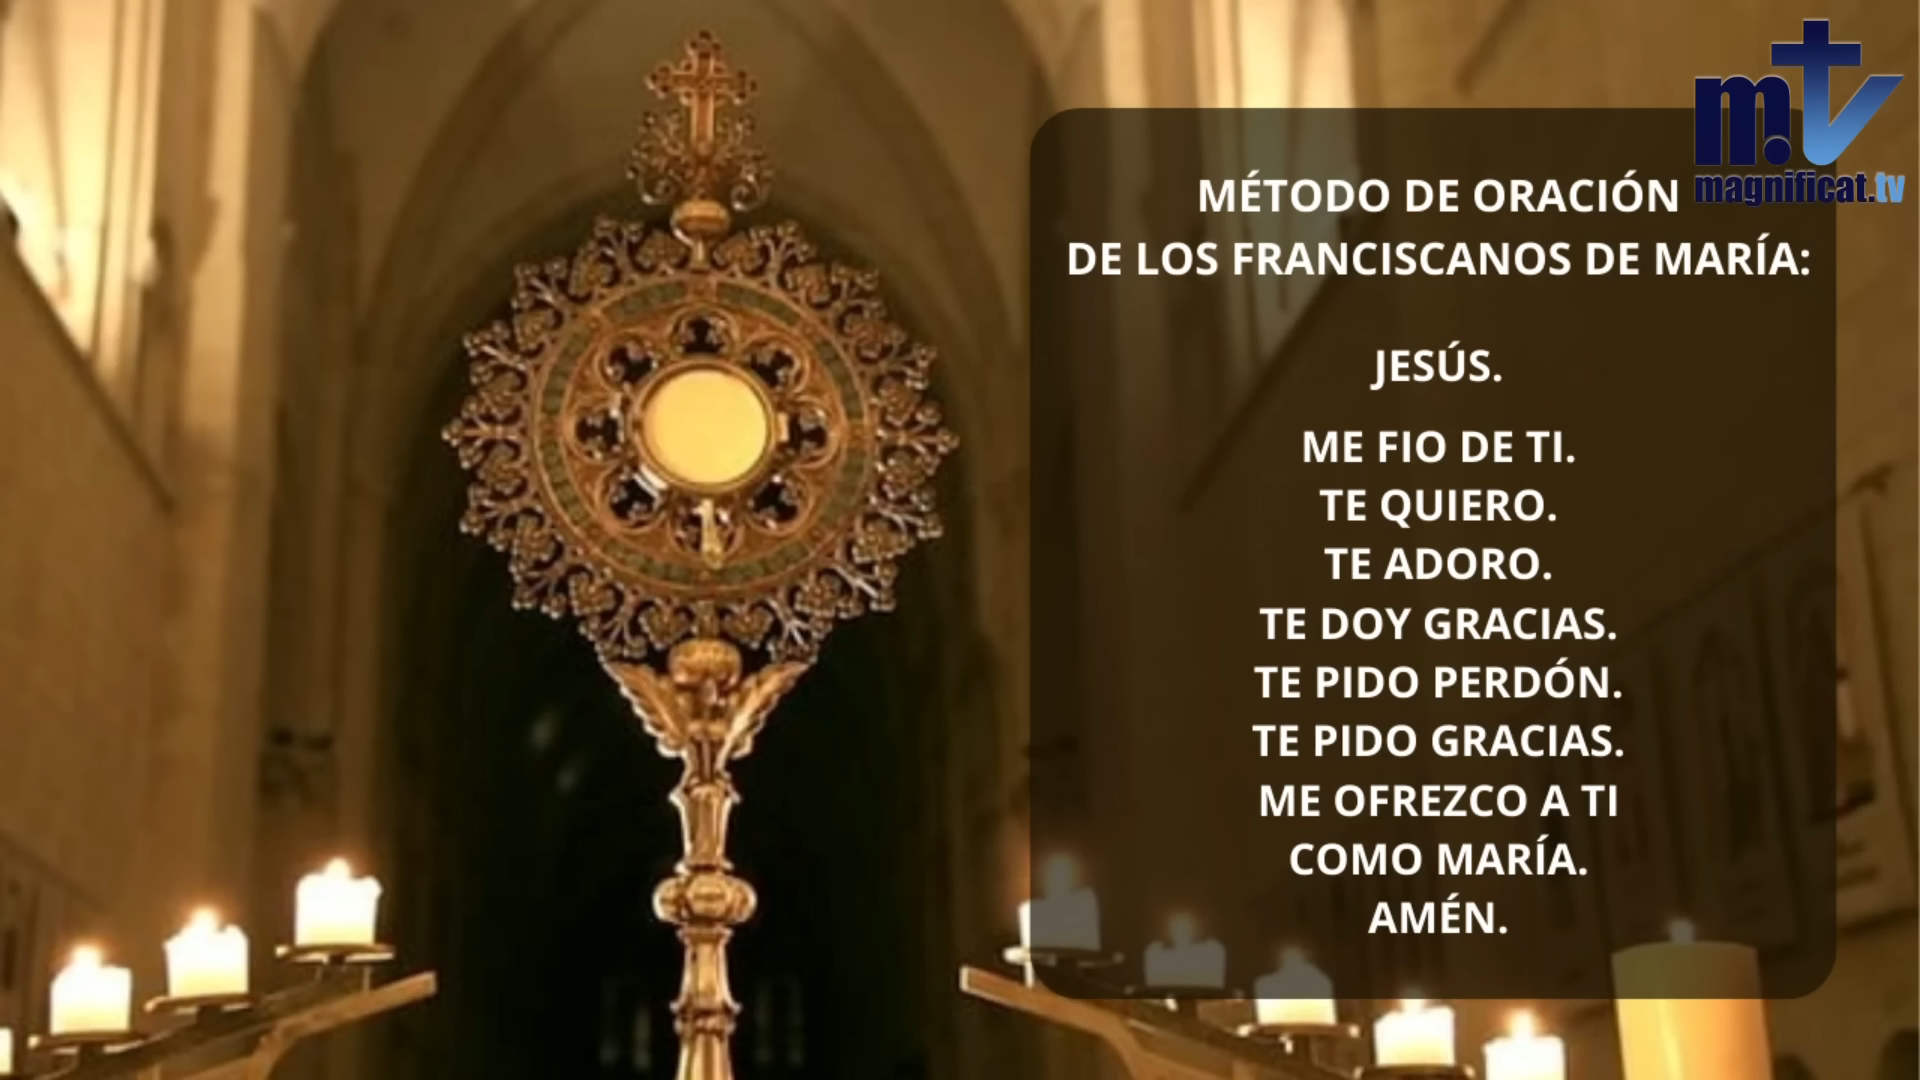 m.tv
magnificat.tv
MÉTODO DE ORACIÓN
DE LOS FRANCISCANOS DE MARÍA:
JESÚS.
ME FIO DE TI.
TE QUIERO.
TE ADORO.
TE DOY GRACIAS.
TE PIDO PERDÓN.
TE PIDO GRACIAS.
ME OFREZCO A TI
COMO MARÍA.
AMÉN.